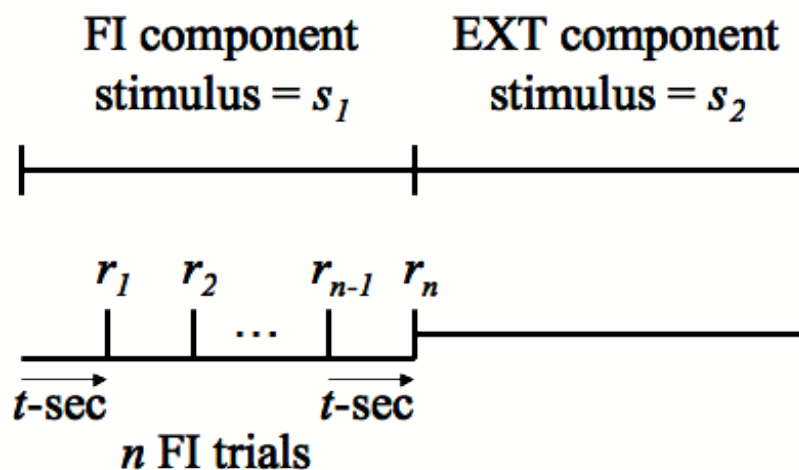 FI component
stimulus = s₁
EXT component
stimulus = s₂
r₁ r₂ ... rₙ₋₁ rₙ
t-sec t-sec
n FI trials